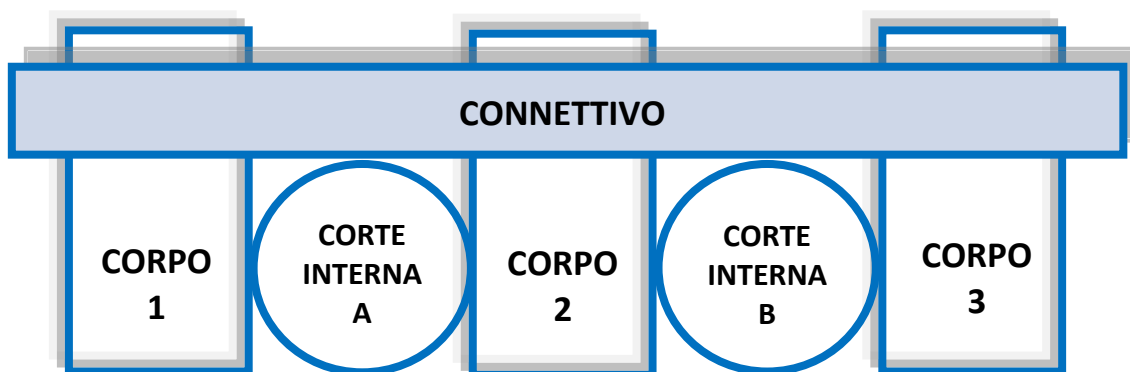 CONNETTIVO
CORPO
1
CORTE
INTERNA
A
CORPO
2
CORTE
INTERNA
B
CORPO
3